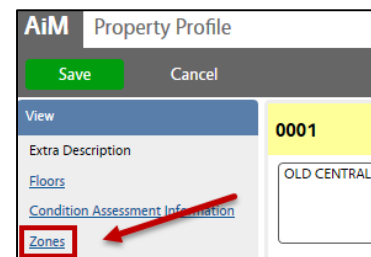 AiM Property Profile
Save Cancel
View
Extra Description
Floors
Condition Assessment Information
Zones
0001
OLD CENTRAL